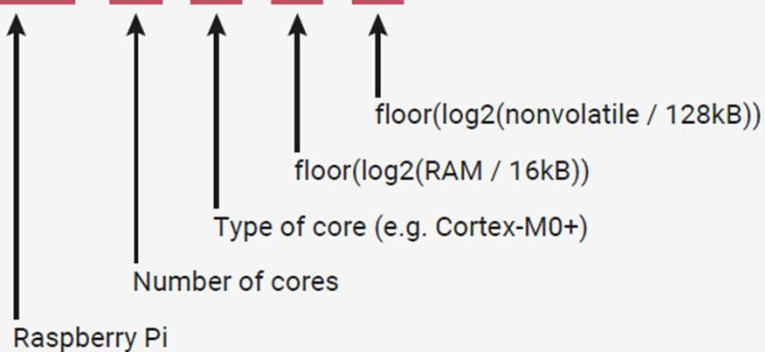 floor(log2(nonvolatile / 128kB))
floor(log2(RAM / 16kB))
Type of core (e.g. Cortex-M0+)
Number of cores
Raspberry Pi